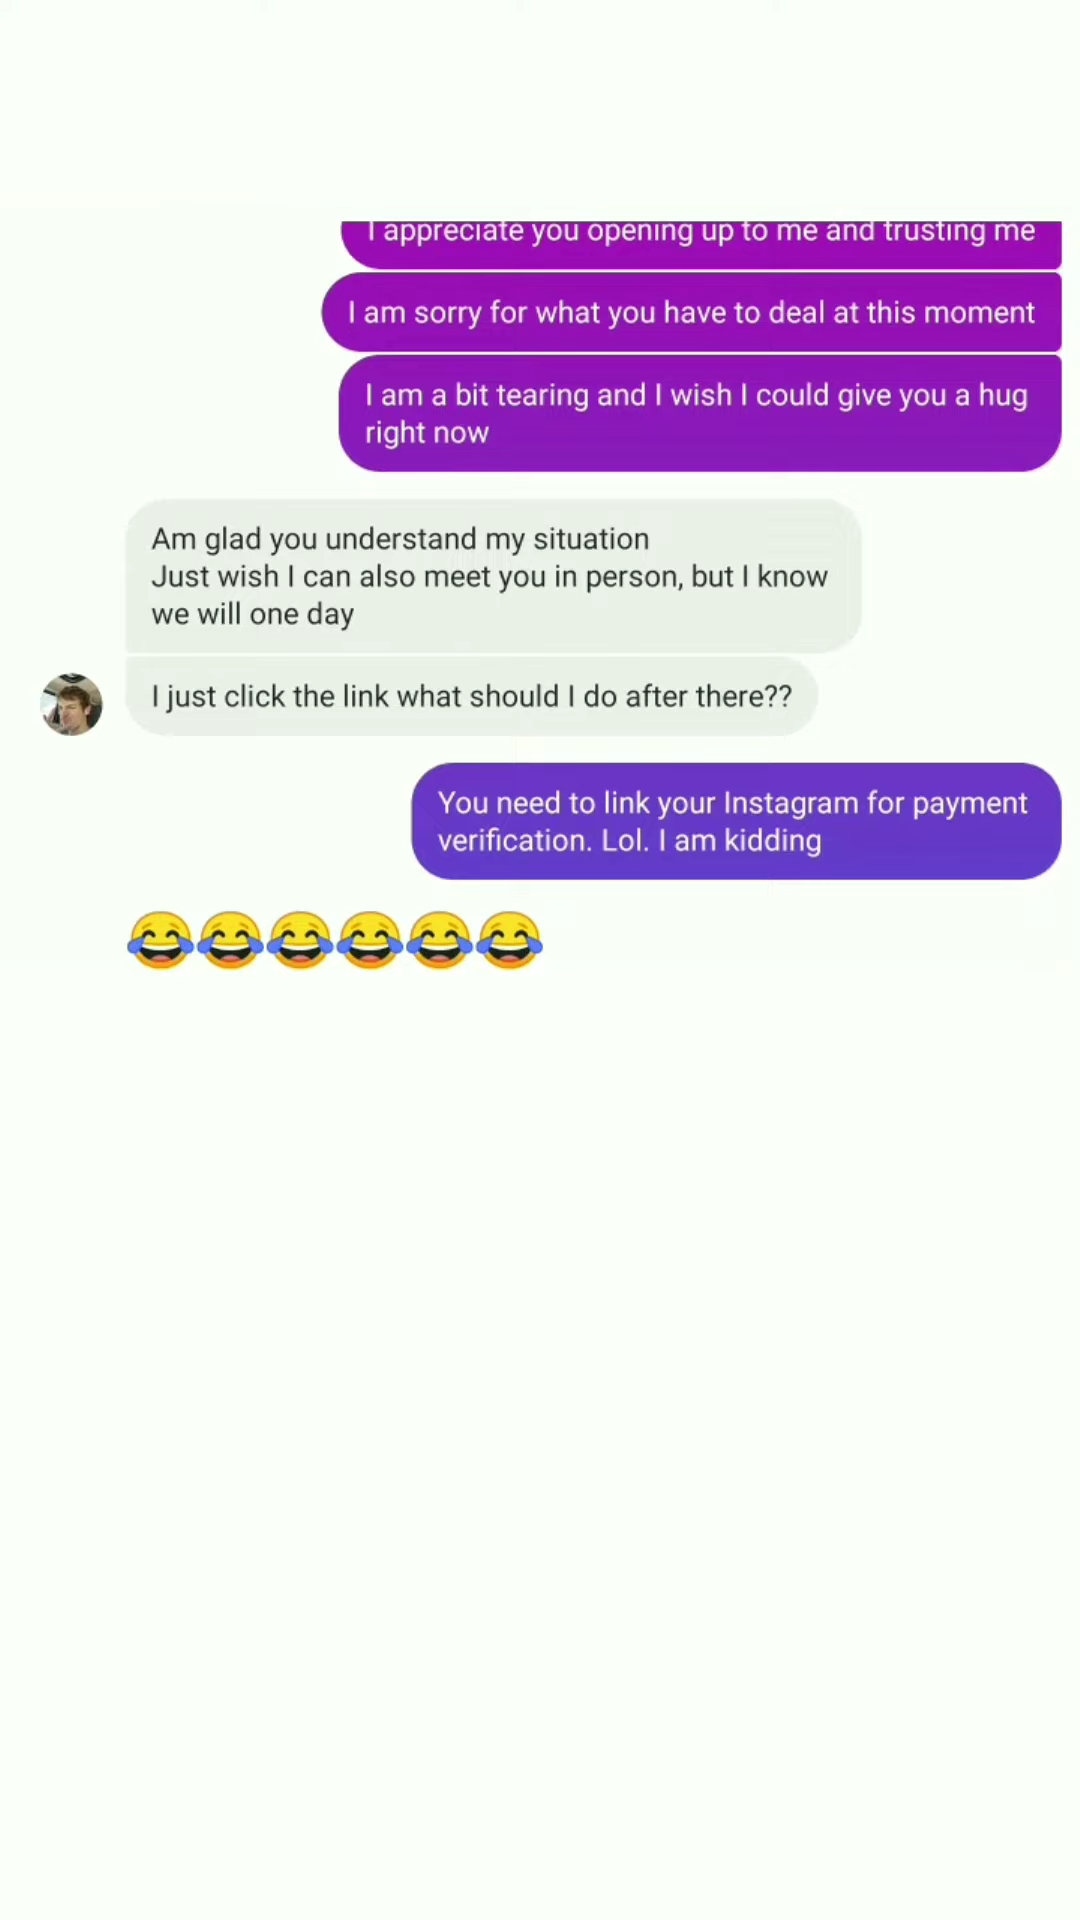 I appreciate you opening up to me and trusting me
I am sorry for what you have to deal at this moment
I am a bit tearing and I wish I could give you a hug
right now
Am glad you understand my situation
Just wish I can also meet you in person, but I know
we will one day
I just click the link what should I do after there??
You need to link your Instagram for payment
verification. Lol. I am kidding
😂😂😂😂😂😂